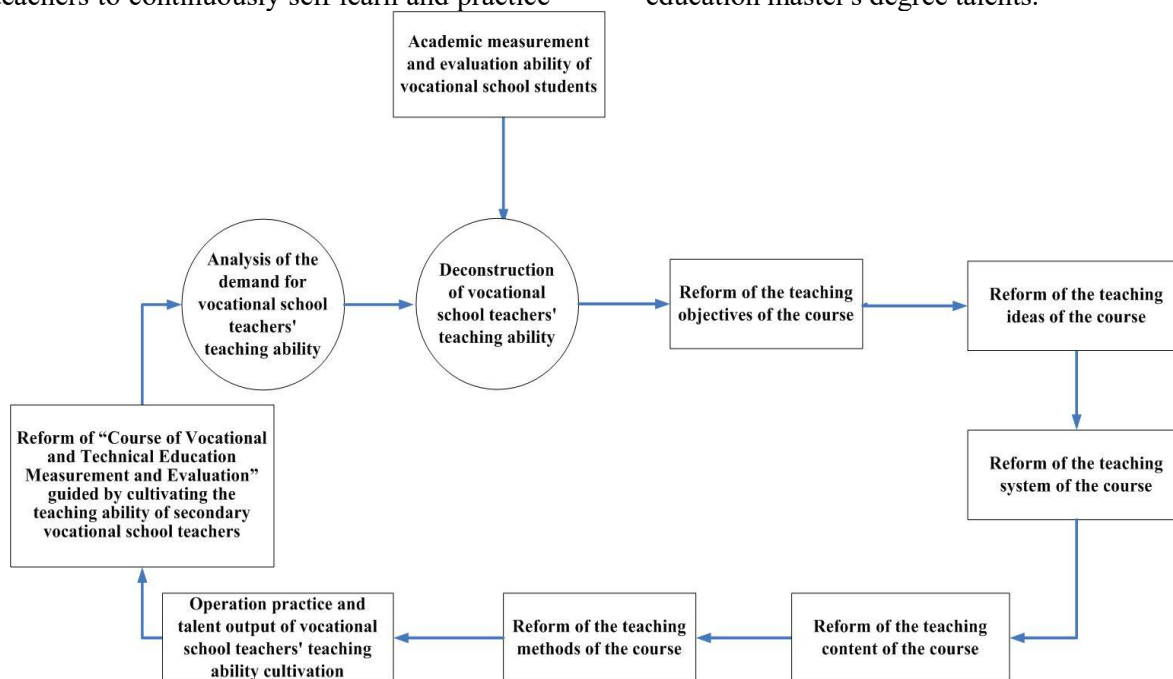 teachers to continuously self-learn and practice
education master's degree talents.
Academic measurement
and evaluation ability of
vocational school students
Analysis of the
demand for
vocational school
teachers'
teaching ability
Deconstruction
of vocational
school teachers'
teaching ability
Reform of the teaching
objectives of the course
Reform of the teaching
ideas of the course
Reform of the teaching
system of the course
Reform of the teaching
content of the course
Reform of the teaching
methods of the course
Operation practice and
talent output of vocational
school teachers' teaching
ability cultivation
Reform of “Course of Vocational
and Technical Education
Measurement and Evaluation”
guided by cultivating the
teaching ability of secondary
vocational school teachers